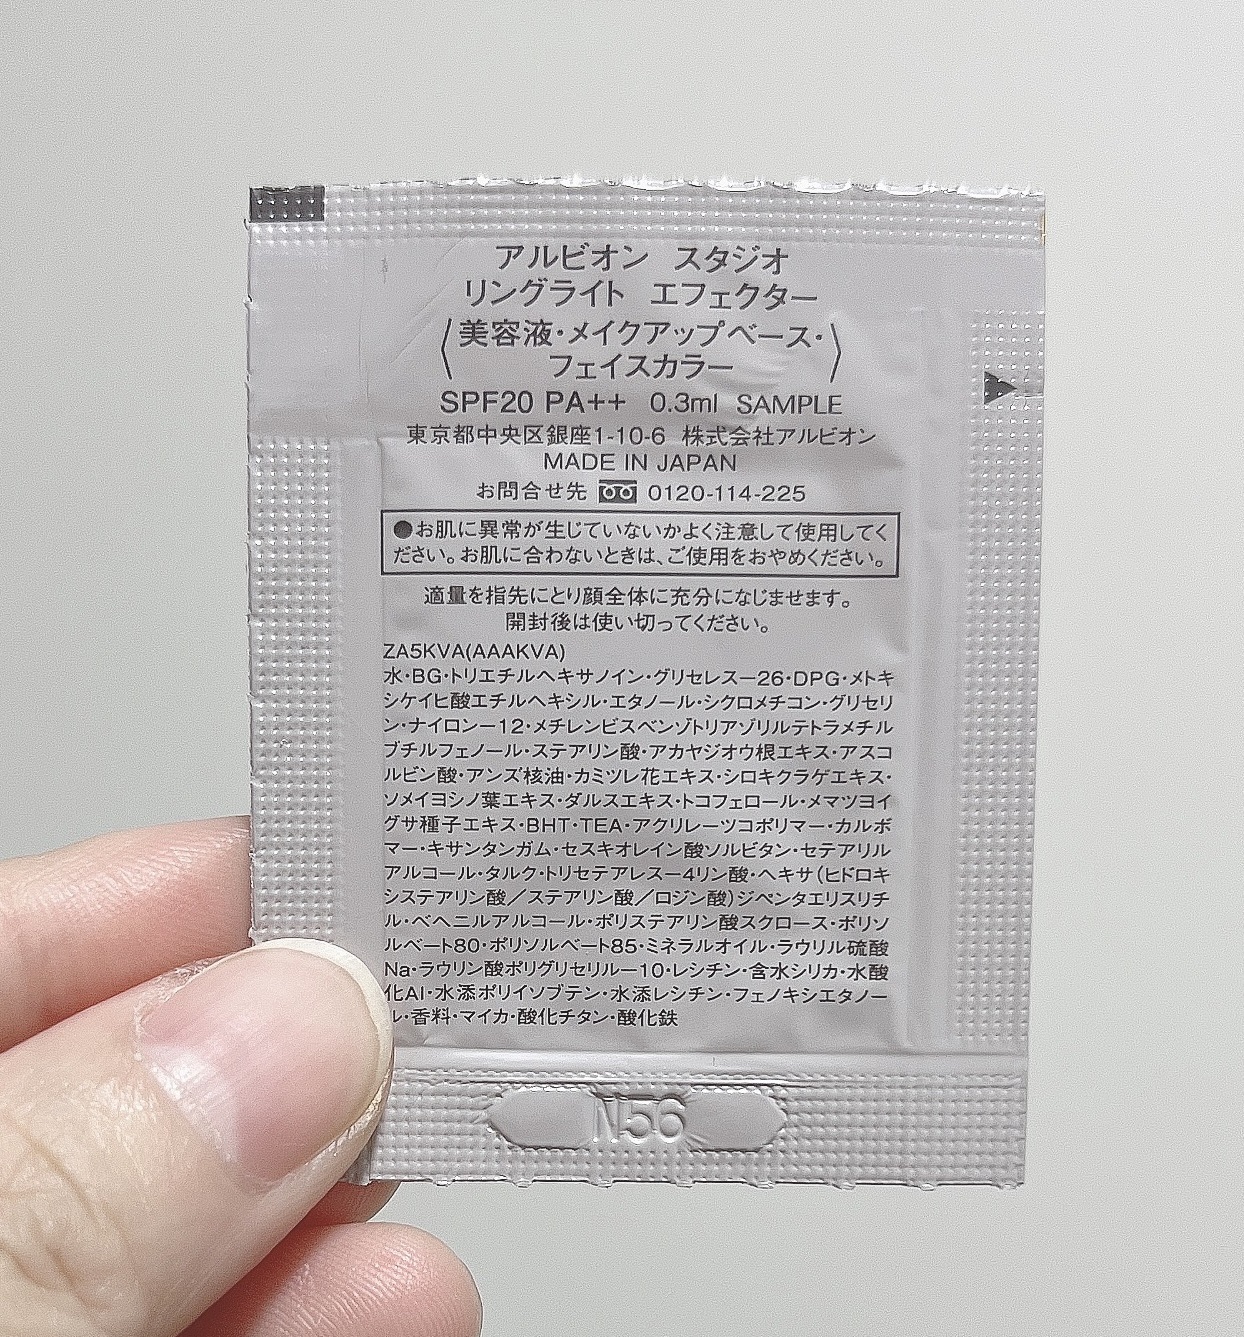 アルビオン スタジオ
リングライト エフェクター
〈美容液・メイクアップベース・
フェイスカラー〉
SPF20 PA++ 0.3ml SAMPLE
東京都中央区銀座1-10-6 株式会社アルビオン
MADE IN JAPAN
お問合せ先 0120-114-225
●お肌に異常が生じていないかよく注意して使用してく
ださい。お肌に合わないときは、ご使用をおやめください。
適量を指先にとり顔全体に充分になじませます。
開封後は使い切ってください。
ZA5KVA(AAAKVA)
水・BG・トリエチルヘキサノイン・グリセレスー26・DPG・メトキ
シケイヒ酸エチルヘキシル・エタノール・シクロメチコン・グリセリ
ン・ナイロンー12・メチレンビスベンゾトリアゾリルテトラメチル
ブチルフェノール・ステアリン酸・アカヤジオウ根エキス・アスコ
ルビン酸・アンズ核油・カミツレ花エキス・シロキクラゲエキス・
ソメイヨシノ葉エキス・ダルスエキス・トコフェロール・メマツヨイ
グサ種子エキス・BHT・TEA・アクリレーツコポリマー・カルボ
マー・キサンタンガム・セスキオレイン酸ソルビタン・セテアリル
アルコール・タルク・トリセテアレスー4リン酸・ヘキサ(ヒドロキ
システアリン酸/ステアリン酸/ロジン酸)ジペンタエリスリチ
ル・ベヘニルアルコール・ポリステアリン酸スクロース・ポリソ
ルベート80・ポリソルベート85・ミネラルオイル・ラウリル硫酸
Na・ラウリン酸ポリグリセリルー10・レシチン・含水シリカ・水酸
化Al・水添ポリイソブテン・水添レシチン・フェノキシエタノー
ル・香料・マイカ・酸化チタン・酸化鉄
N56